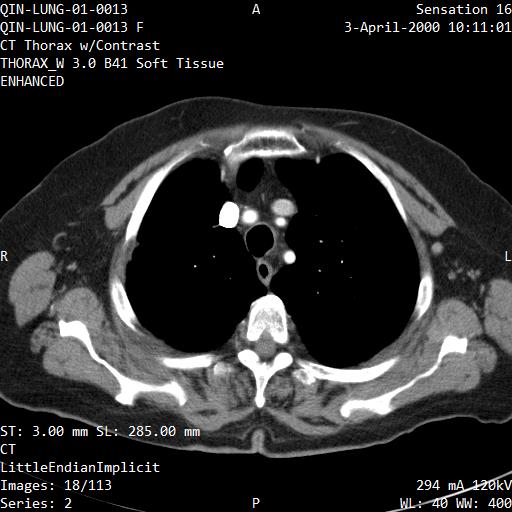 QIN-LUNG-01-0013
A
Sensation 16
QIN-LUNG-01-0013 F
3-April-2000 10:11:01
CT Thorax w/Contrast
THORAX_W 3.0 B41 Soft Tissue
ENHANCED
R
L
ST: 3.00 mm SL: 285.00 mm
CT
LittleEndianImplicit
Images: 18/113
294 mA 120kV
Series: 2
P
WL: 40 WW: 400